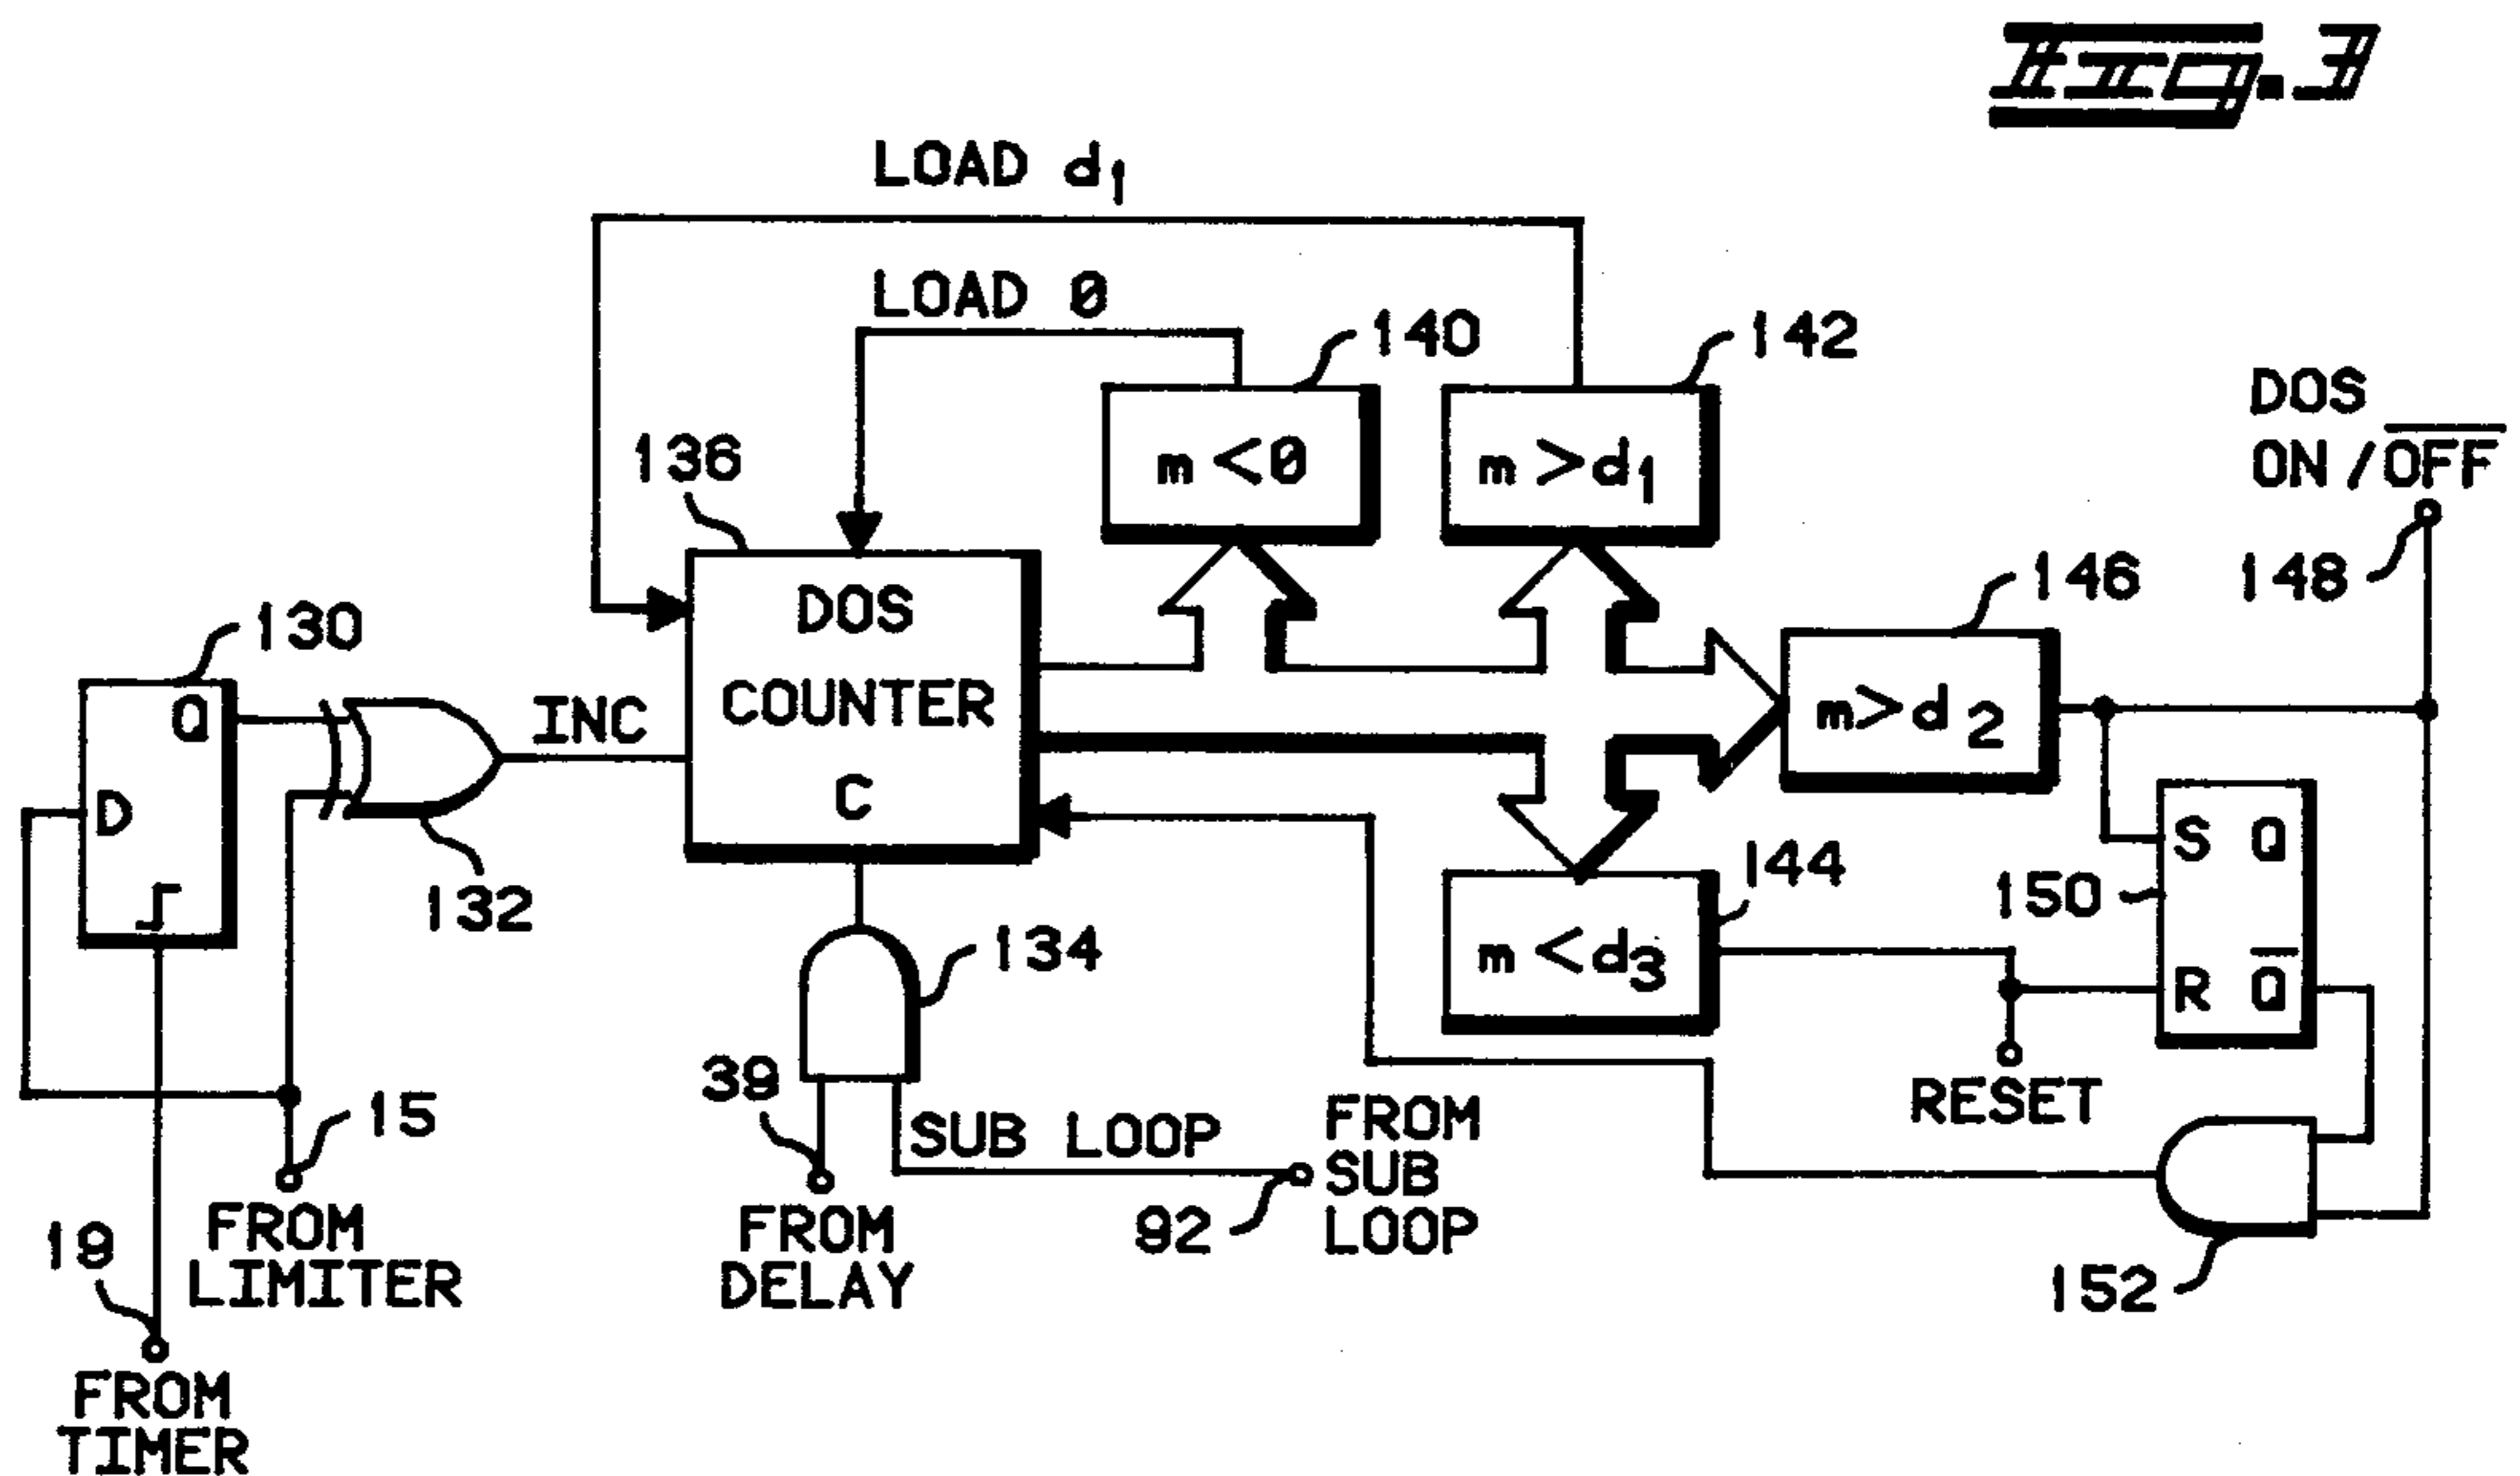 Fig. 3
LOAD d1
LOAD 0
140
142
136
m <0
m >d1
DOS
ON / OFF
148
146
130
DOS
COUNTER
C
Q
INC
D
m>d 2
132
134
144
S Q
150
m <d3
R Q
39
SUB LOOP
FROM
SUB
LOOP
RESET
15
92
FROM
LIMITER
FROM
DELAY
19
152
FROM
TIMER